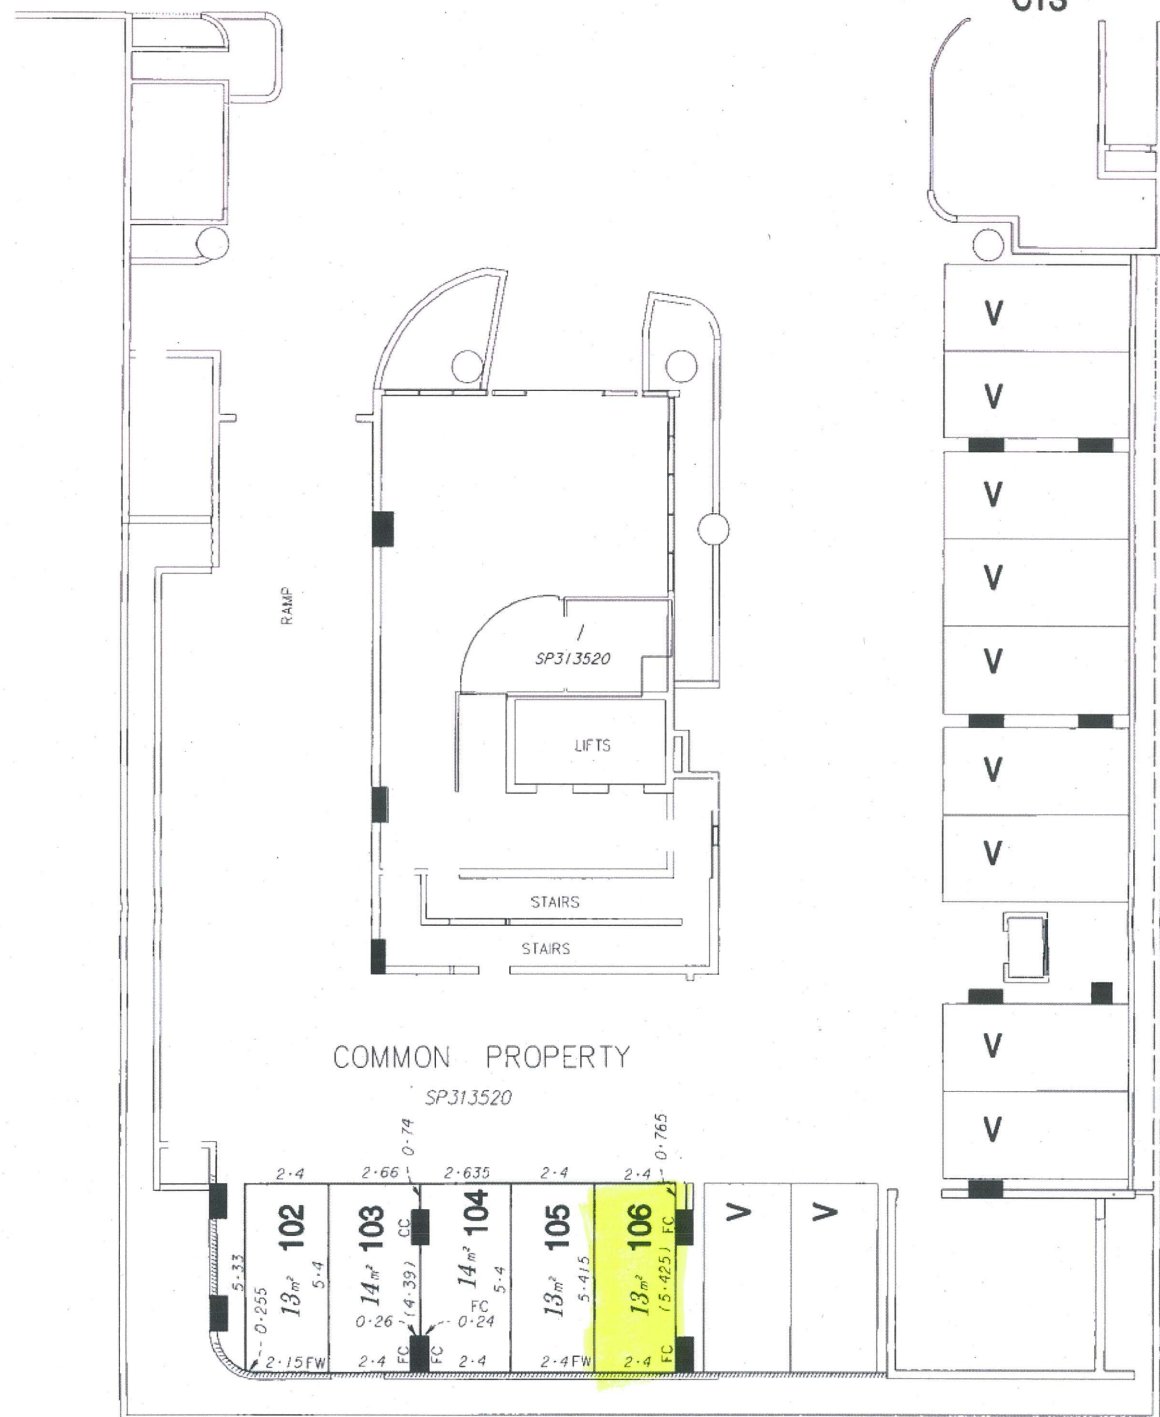 CTS
V
V
V
V
V
V
V
RAMP
1
SP313520
LIFTS
STAIRS
STAIRS
V
V
COMMON PROPERTY
SP313520
0·74
0·765
2·4
2·66
2·635
2·4
2·4
102
13m²
5·33
5·4
0·255
2·15FW
103
14m²
CC
(4·39)
0·26
FC
2·4
104
14m²
5·4
FC
0·24
FC
2·4
105
13m²
5·415
2·4FW
106
13m²
FC
(5·425)
FC
2·4
V
V